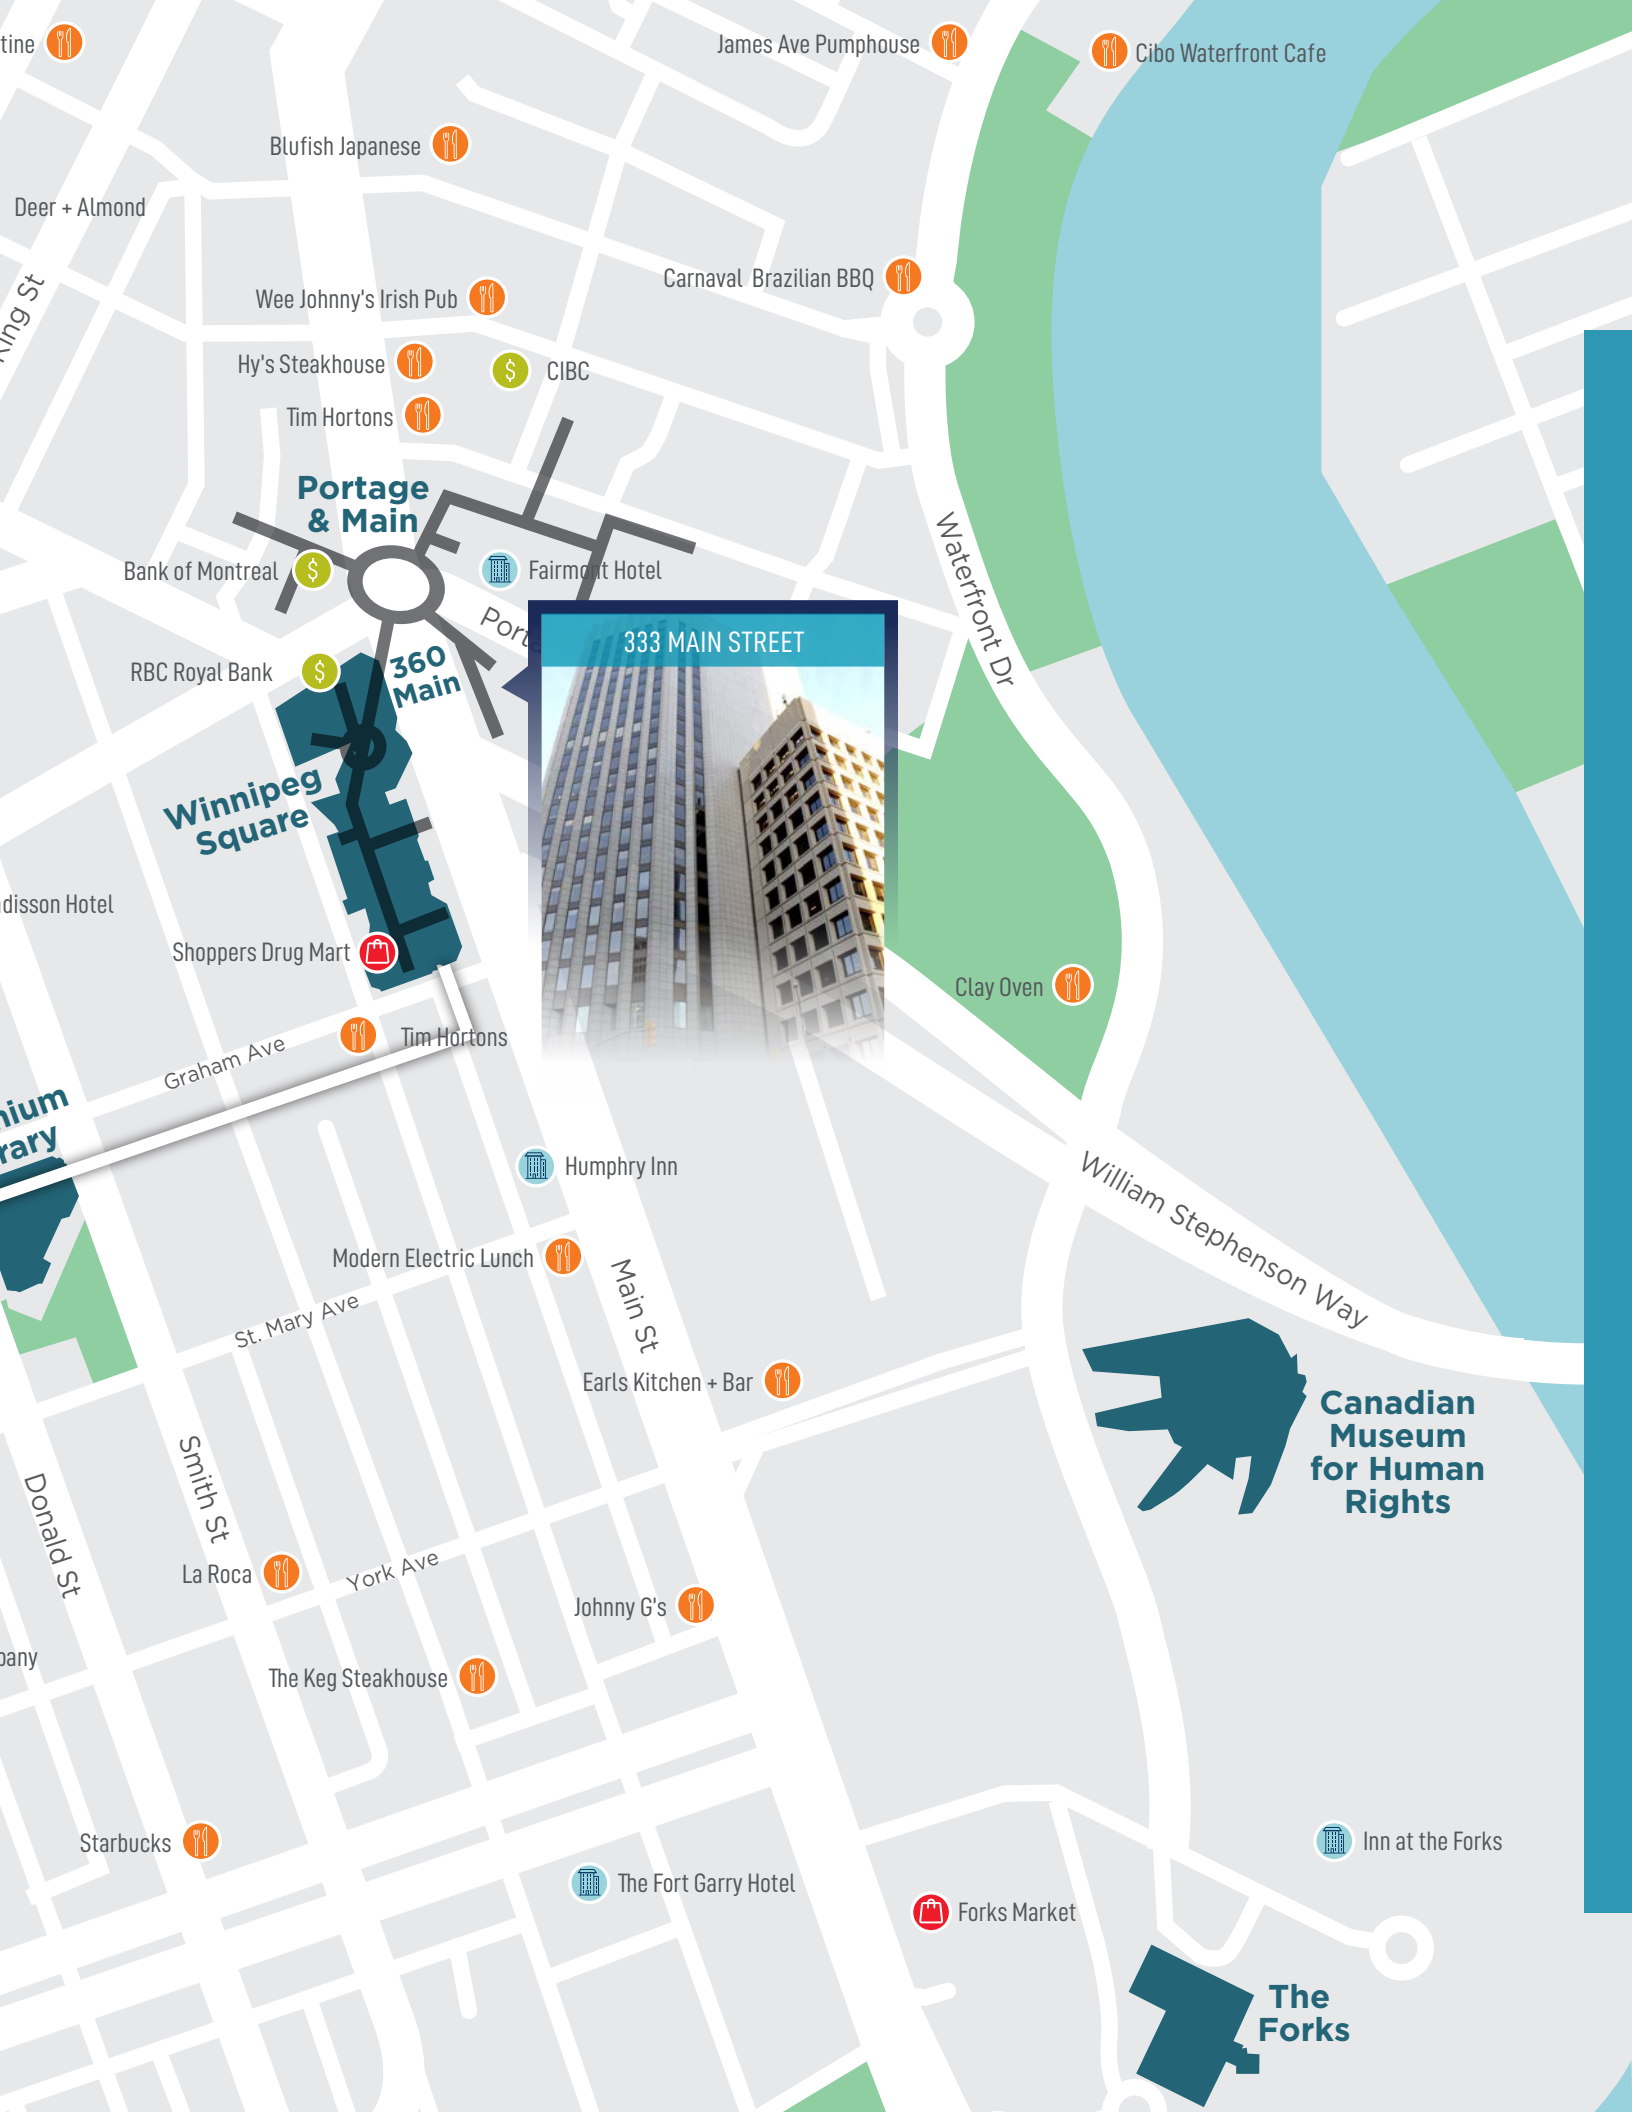 James Ave Pumphouse
Cibo Waterfront Cafe
Blufish Japanese
Deer + Almond
Carnaval Brazilian BBQ
Wee Johnny's Irish Pub
Hy's Steakhouse
CIBC
Tim Hortons
Portage
& Main
Bank of Montreal
Fairmont Hotel
Waterfront Dr
333 MAIN STREET
RBC Royal Bank
360
Main
Winnipeg
Square
Shoppers Drug Mart
Clay Oven
Tim Hortons
Graham Ave
Humphry Inn
William Stephenson Way
Modern Electric Lunch
Main St
St. Mary Ave
Earls Kitchen + Bar
Canadian
Museum
for Human
Rights
Smith St
Donald St
La Roca
York Ave
Johnny G's
The Keg Steakhouse
Starbucks
Inn at the Forks
The Fort Garry Hotel
Forks Market
The
Forks